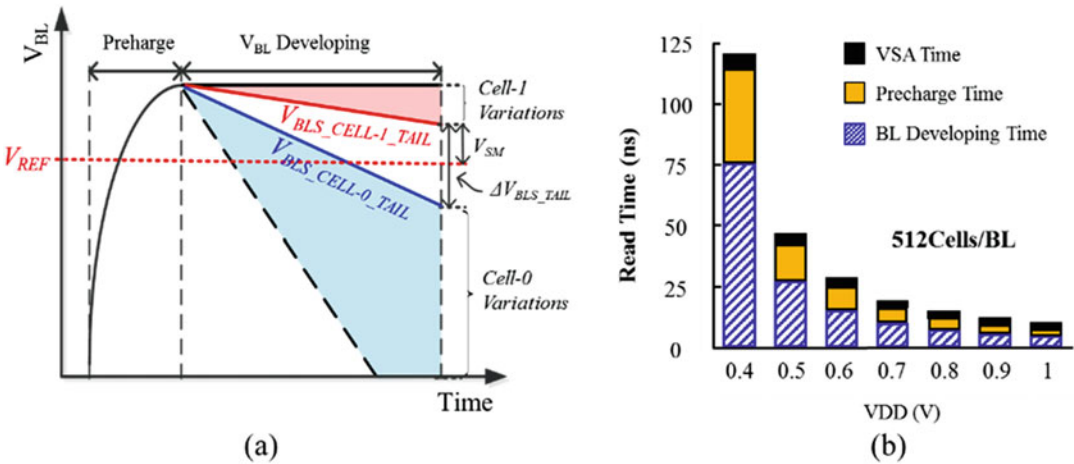 V_BL
Preharge
V_BL Developing
Cell-1
Variations
V_BLS_CELL-1_TAIL
V_SM
V_REF
V_BLS_CELL-0_TAIL
ΔV_BLS_TAIL
Cell-0
Variations
Time
(a)
125
100
75
50
25
0
Read Time (ns)
VSA Time
Precharge Time
BL Developing Time
512Cells/BL
0.4 0.5 0.6 0.7 0.8 0.9 1
VDD (V)
(b)